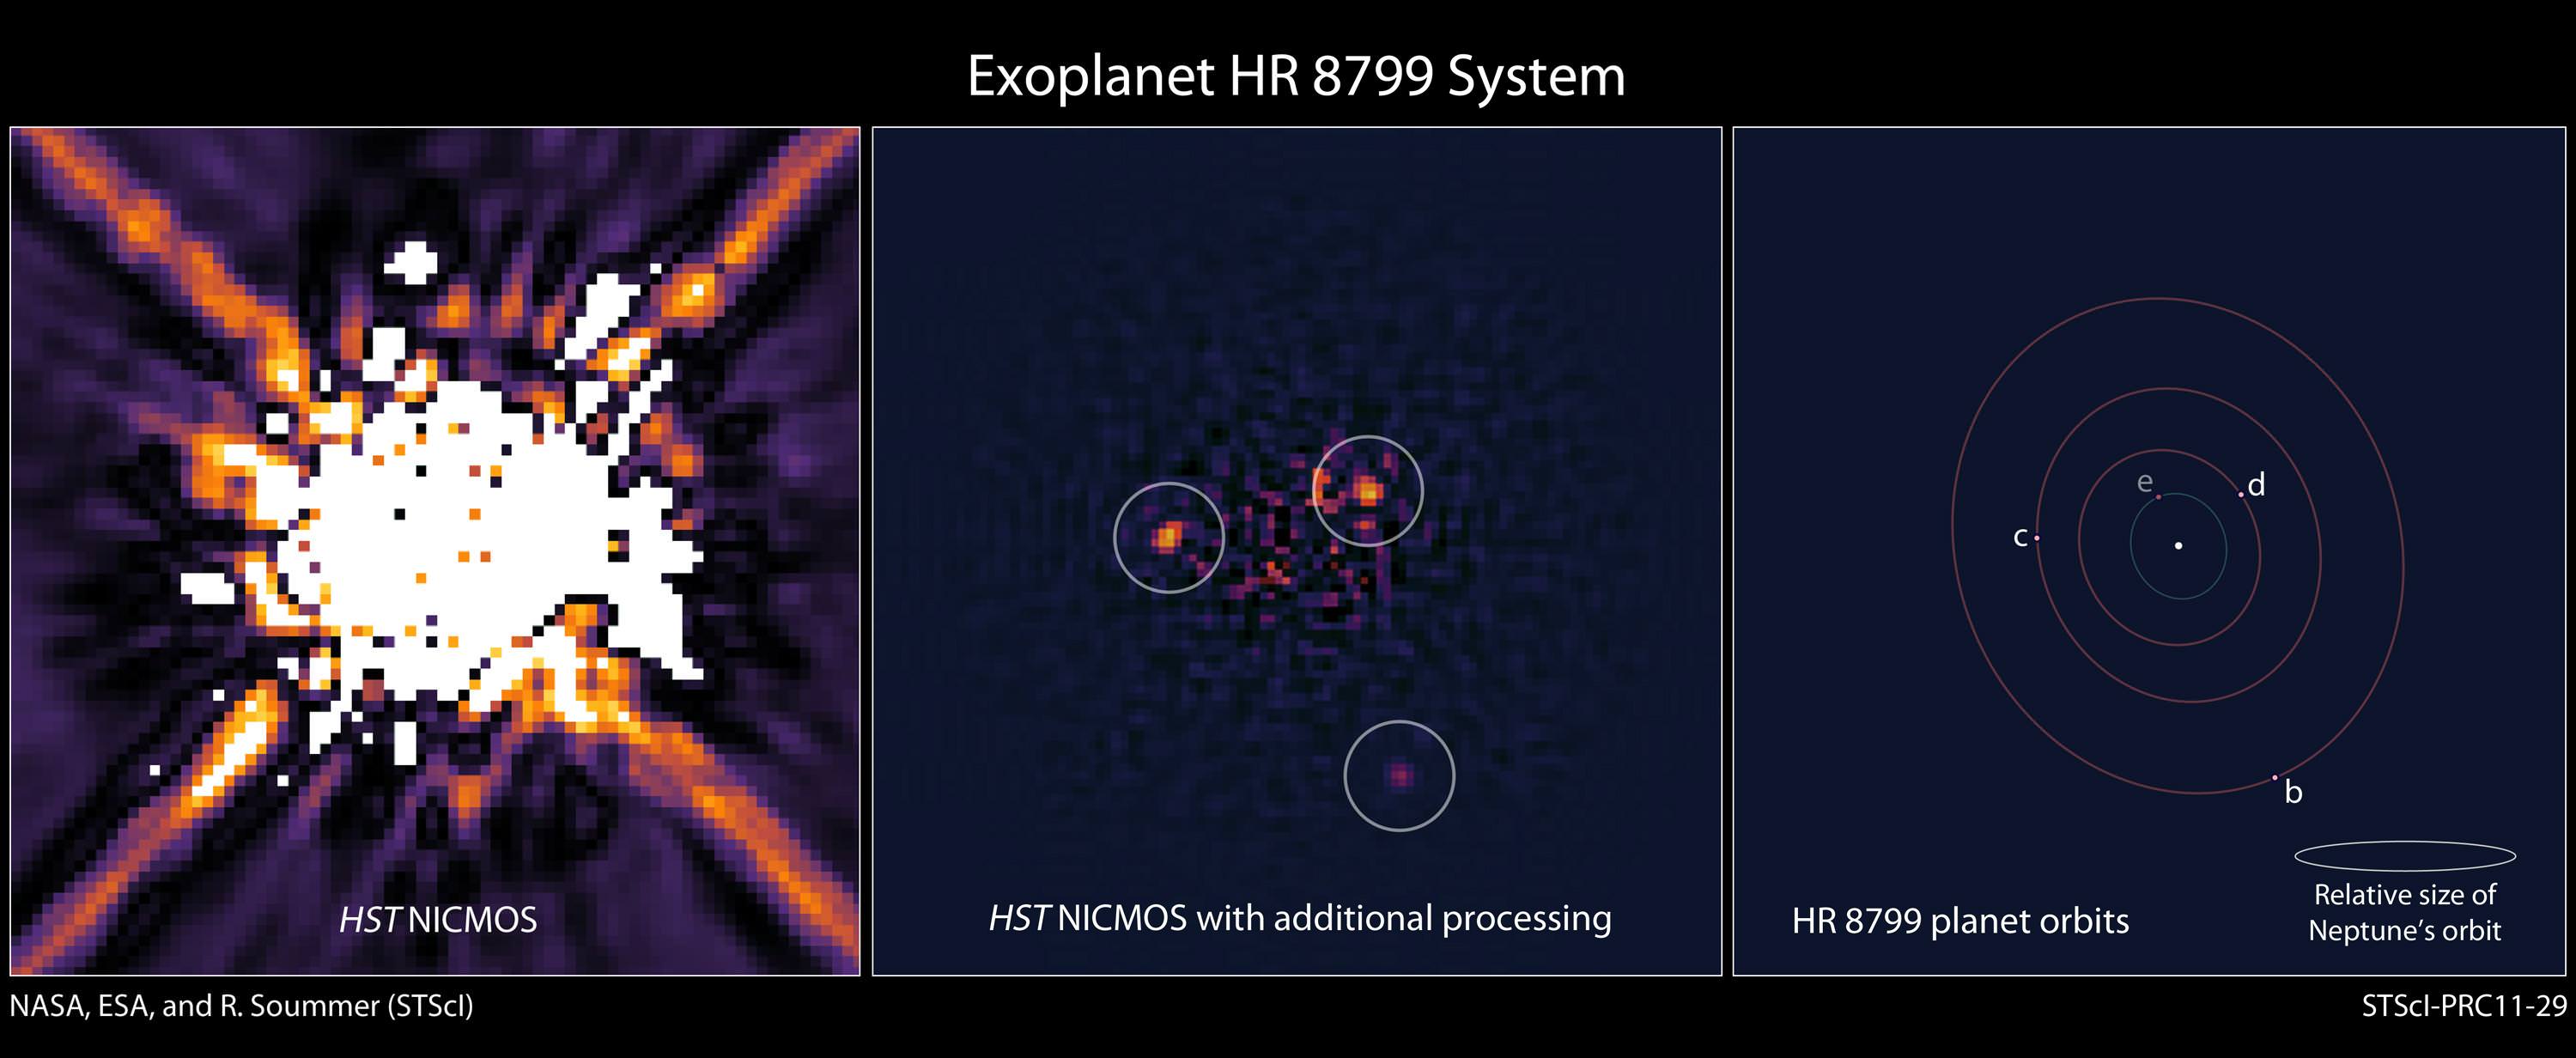 Exoplanet HR 8799 System
HST NICMOS
HST NICMOS with additional processing
e
d
c
b
HR 8799 planet orbits
Relative size of
Neptune’s orbit
NASA, ESA, and R. Soummer (STScI)
STScI-PRC11-29